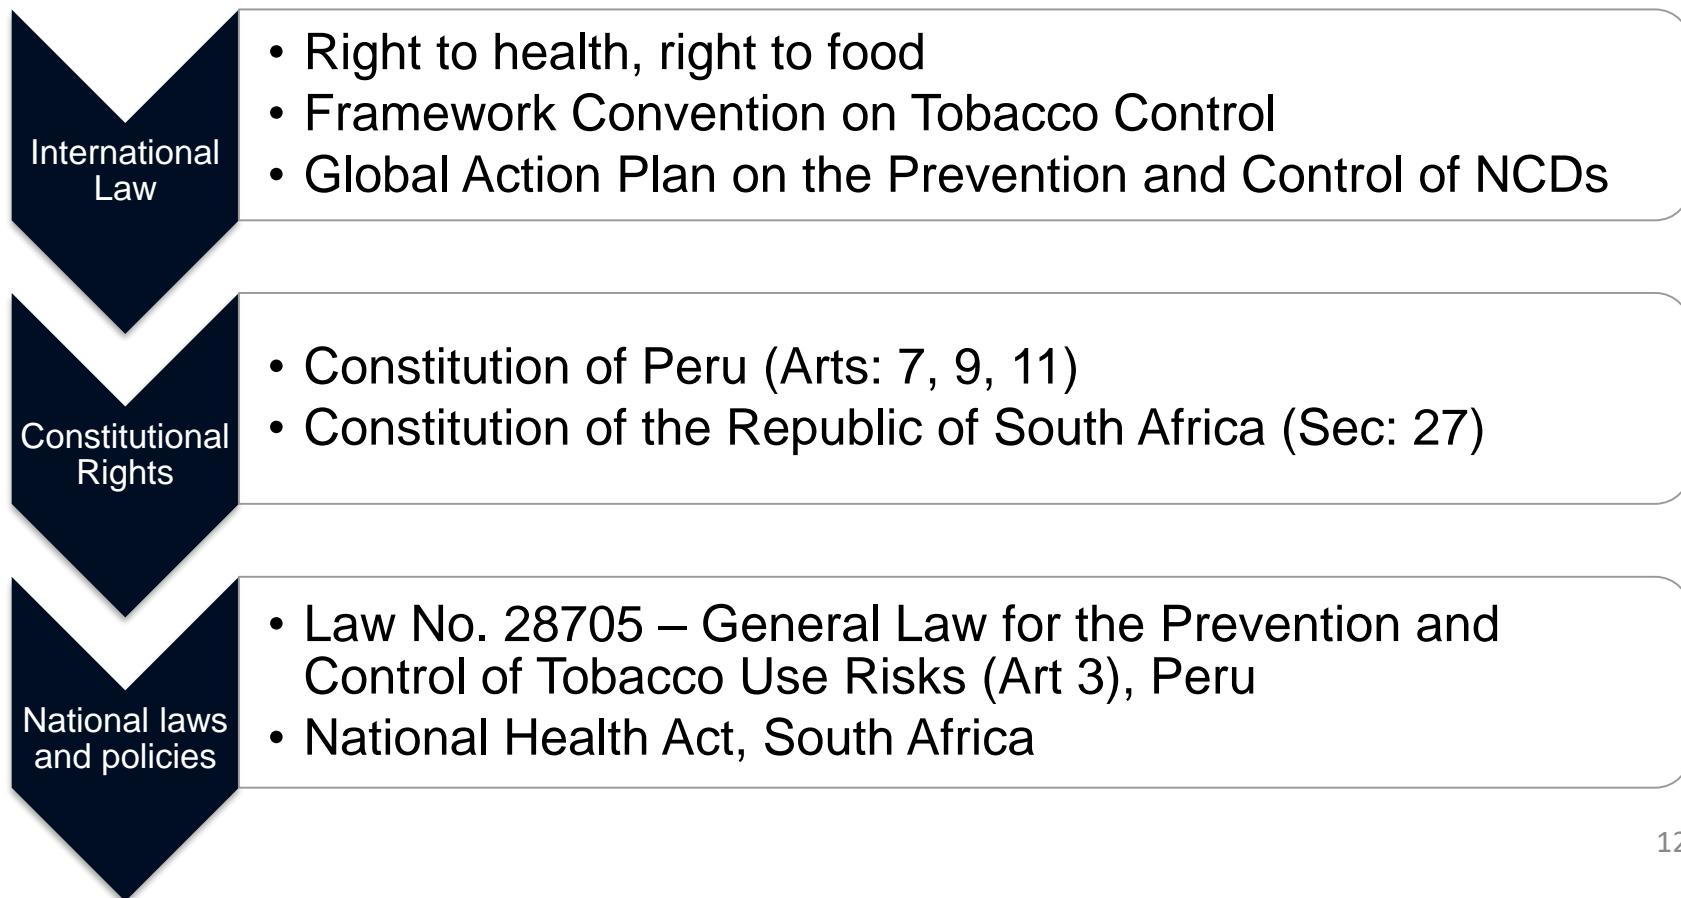 International
Law
• Right to health, right to food
• Framework Convention on Tobacco Control
• Global Action Plan on the Prevention and Control of NCDs
Constitutional
Rights
• Constitution of Peru (Arts: 7, 9, 11)
• Constitution of the Republic of South Africa (Sec: 27)
National laws
and policies
• Law No. 28705 – General Law for the Prevention and
Control of Tobacco Use Risks (Art 3), Peru
• National Health Act, South Africa
12